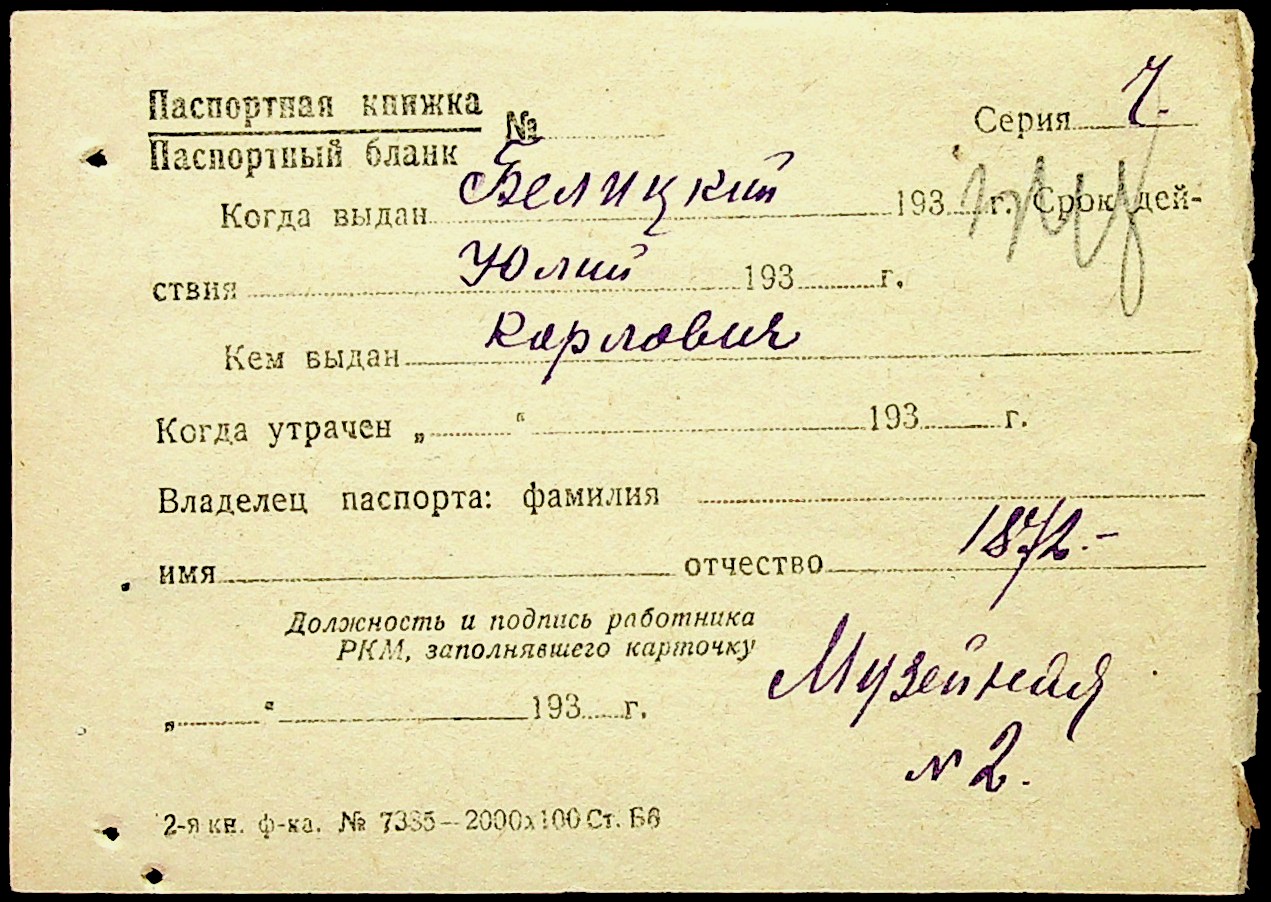 Паспортная книжка
Паспортный бланк № Серия
Белицкий
Когда выдан 193 г. Срок дей-
Юлий
ствия 193 г.
Карлович
Кем выдан
Когда утрачен „ “ 193 г.
Владелец паспорта: фамилия
1872.-
имя отчество
Должность и подпись работника
РКМ, заполнявшего карточку
Музейная
„ “ 193 г.
№ 2.
2-я кн. ф-ка. № 7385—2000х100 Ст. Б6